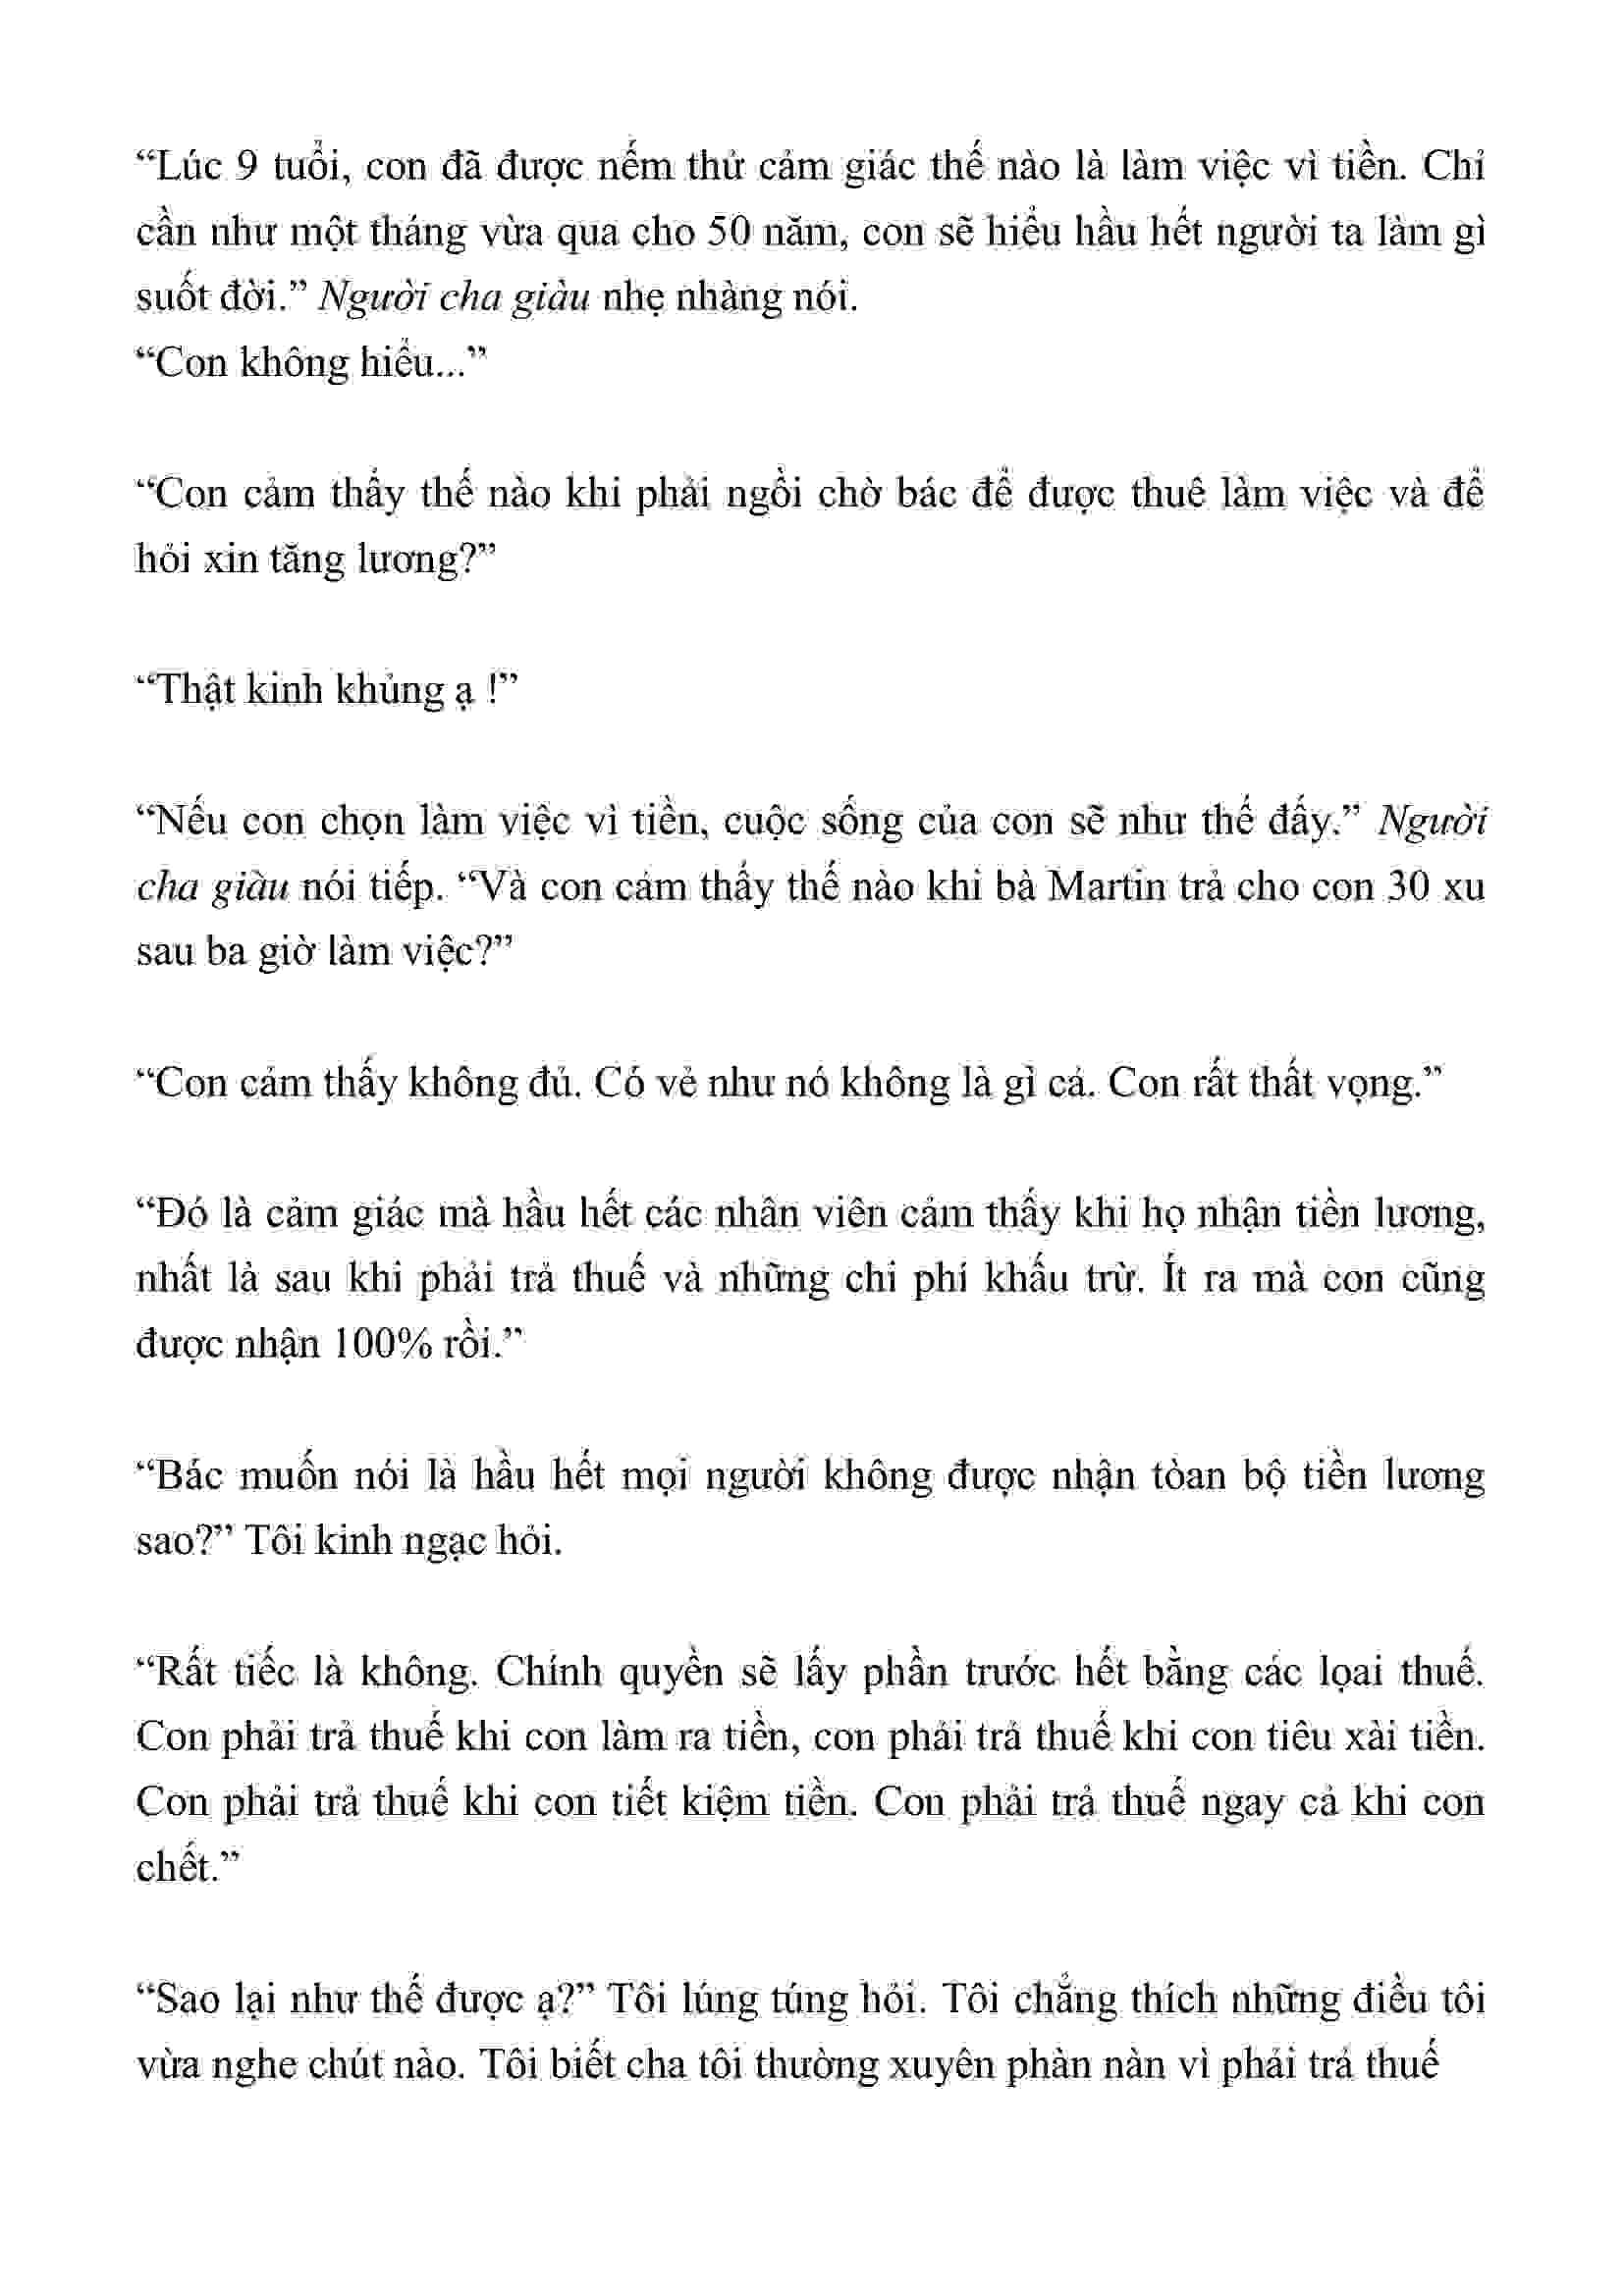 “Lúc 9 tuổi, con đã được nếm thử cảm giác thế nào là làm việc vì tiền. Chỉ
cần như một tháng vừa qua cho 50 năm, con sẽ hiểu hầu hết người ta làm gì
suốt đời.” Người cha giàu nhẹ nhàng nói.
“Con không hiểu...”
“Con cảm thấy thế nào khi phải ngồi chờ bác để được thuê làm việc và để
hỏi xin tăng lương?”
“Thật kinh khủng ạ !”
“Nếu con chọn làm việc vì tiền, cuộc sống của con sẽ như thế đấy.” Người
cha giàu nói tiếp. “Và con cảm thấy thế nào khi bà Martin trả cho con 30 xu
sau ba giờ làm việc?”
“Con cảm thấy không đủ. Có vẻ như nó không là gì cả. Con rất thất vọng.”
“Đó là cảm giác mà hầu hết các nhân viên cảm thấy khi họ nhận tiền lương,
nhất là sau khi phải trả thuế và những chi phí khấu trừ. Ít ra mà con cũng
được nhận 100% rồi.”
“Bác muốn nói là hầu hết mọi người không được nhận tòan bộ tiền lương
sao?” Tôi kinh ngạc hỏi.
“Rất tiếc là không. Chính quyền sẽ lấy phần trước hết bằng các lọai thuế.
Con phải trả thuế khi con làm ra tiền, con phải trả thuế khi con tiêu xài tiền.
Con phải trả thuế khi con tiết kiệm tiền. Con phải trả thuế ngay cả khi con
chết.”
“Sao lại như thế được ạ?” Tôi lúng túng hỏi. Tôi chẳng thích những điều tôi
vừa nghe chút nào. Tôi biết cha tôi thường xuyên phàn nàn vì phải trả thuế